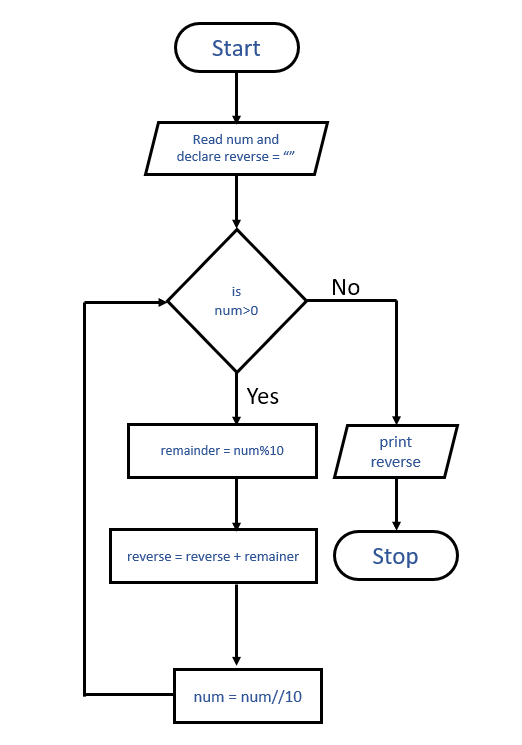 Start
Read num and
declare reverse = “”
is
num>0
No
Yes
remainder = num%10
print
reverse
reverse = reverse + remainer
Stop
num = num//10